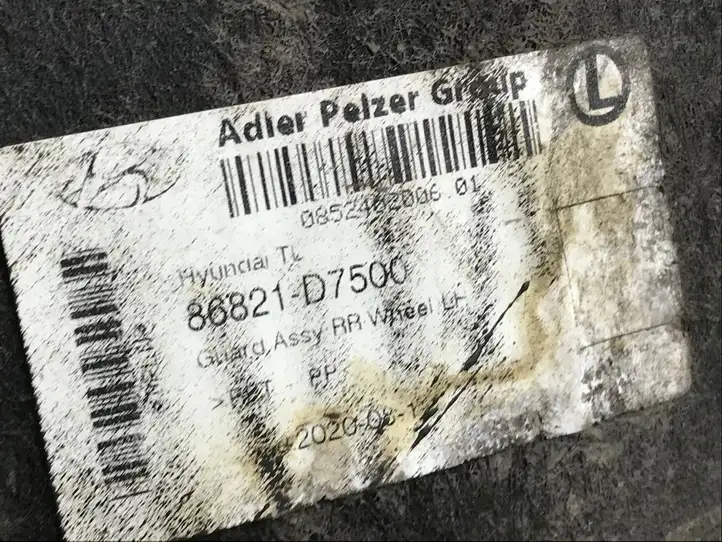 Adler Pelzer Group
L
0852402006 01
Hyundai TL
86821-D7500
Guard Assy RR Wheel LH
PP
2020-08-